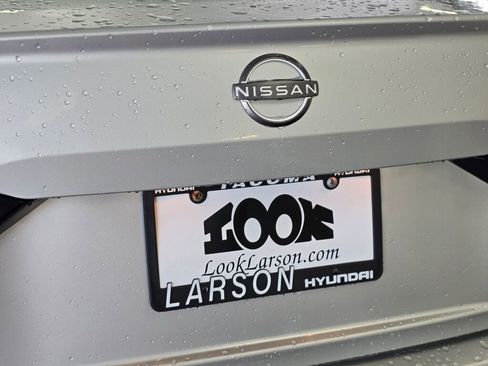 NISSAN
HYUNDAI TACOMA HYUNDAI
LOOK
LookLarson.com
LARSON HYUNDAI